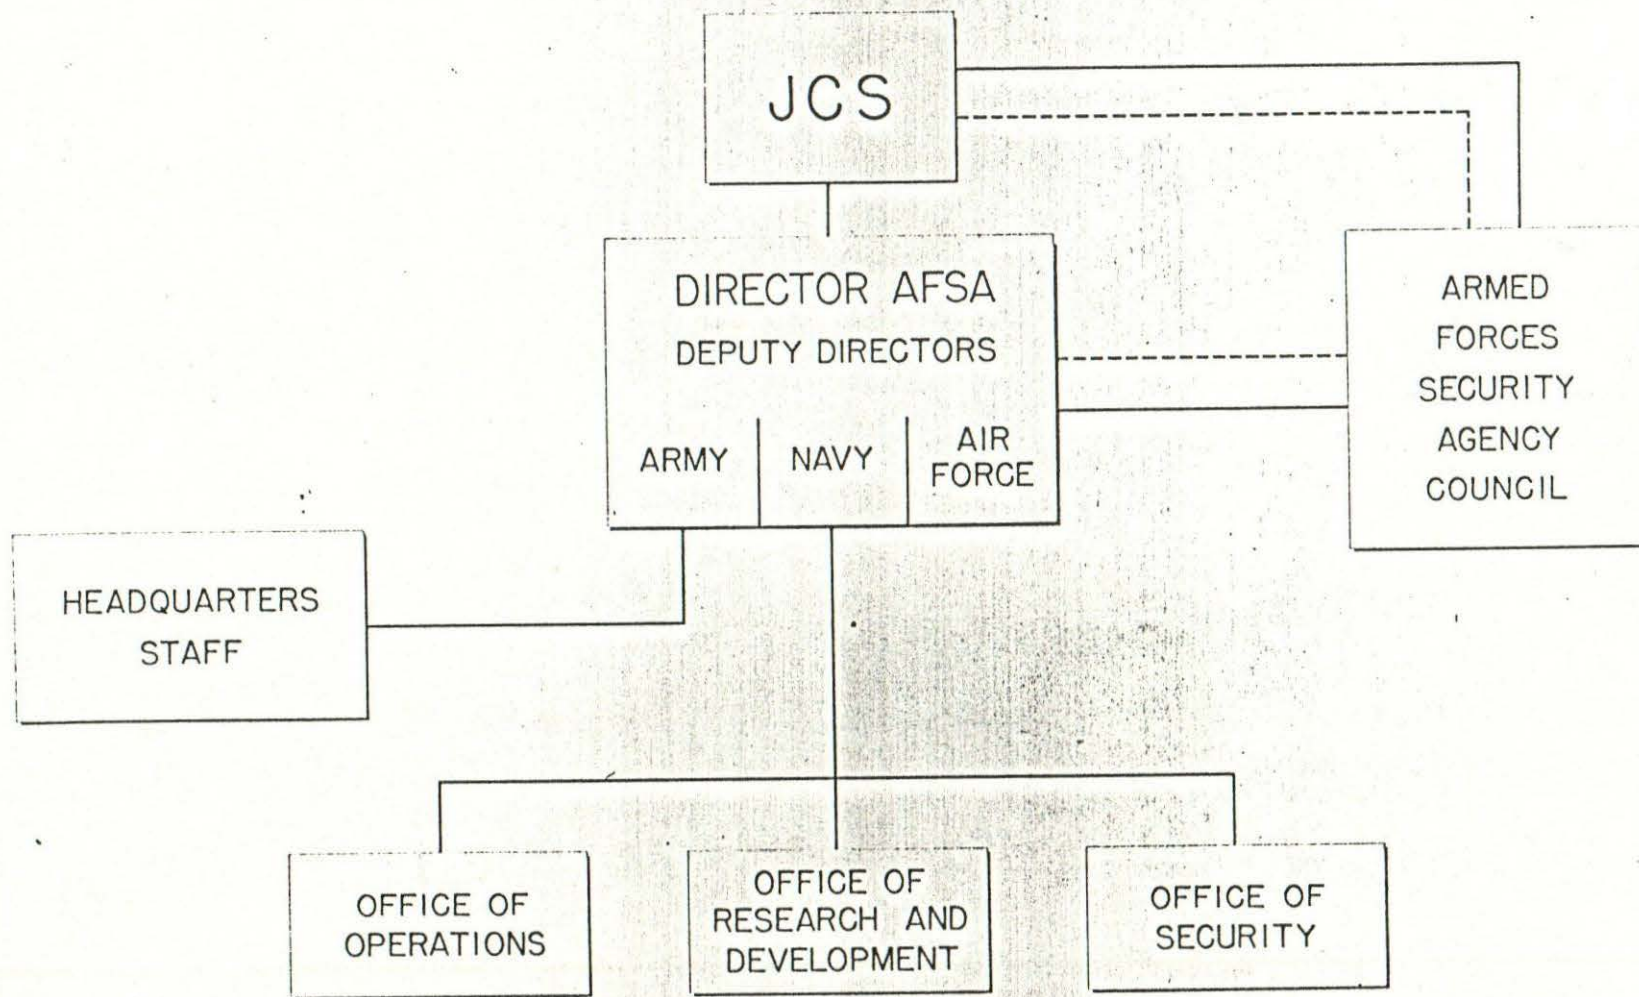 JCS
DIRECTOR AFSA
DEPUTY DIRECTORS
ARMY
NAVY
AIR
FORCE
ARMED
FORCES
SECURITY
AGENCY
COUNCIL
HEADQUARTERS
STAFF
OFFICE OF
OPERATIONS
OFFICE OF
RESEARCH AND
DEVELOPMENT
OFFICE OF
SECURITY